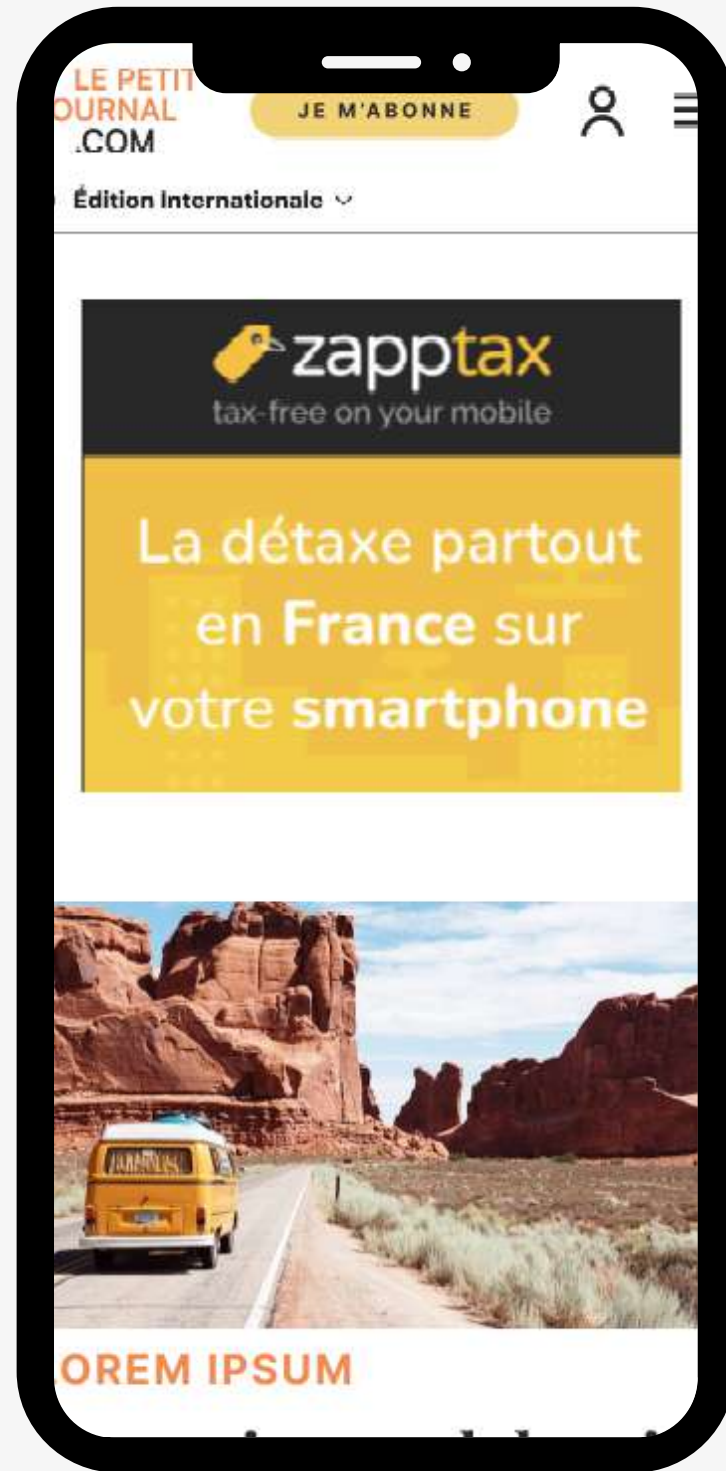 LE PETIT
OURNAL
.COM
JE M'ABONNE
Édition Internationale
zapptax
tax-free on your mobile
La détaxe partout
en France sur
votre smartphone
OREM IPSUM